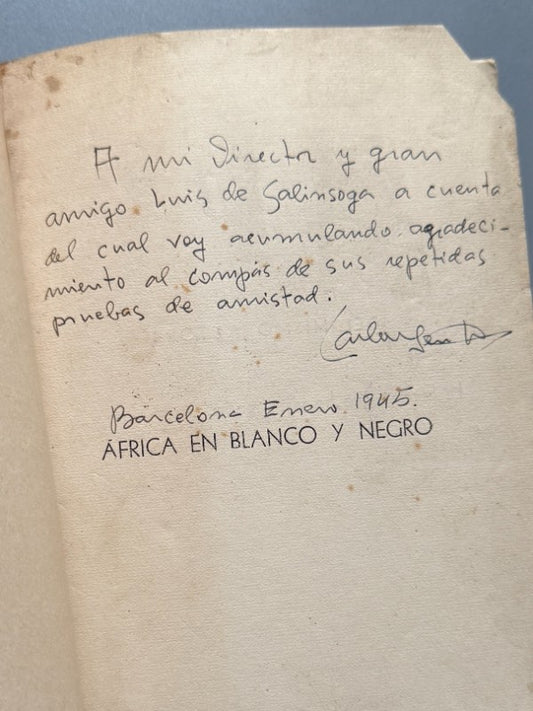 A mi Director y gran
amigo Luis de Galinsoga a cuenta
del cual voy acumulando agradeci-
miento al compás de sus repetidas
pruebas de amistad.
Barcelona Enero 1945.
ÁFRICA EN BLANCO Y NEGRO